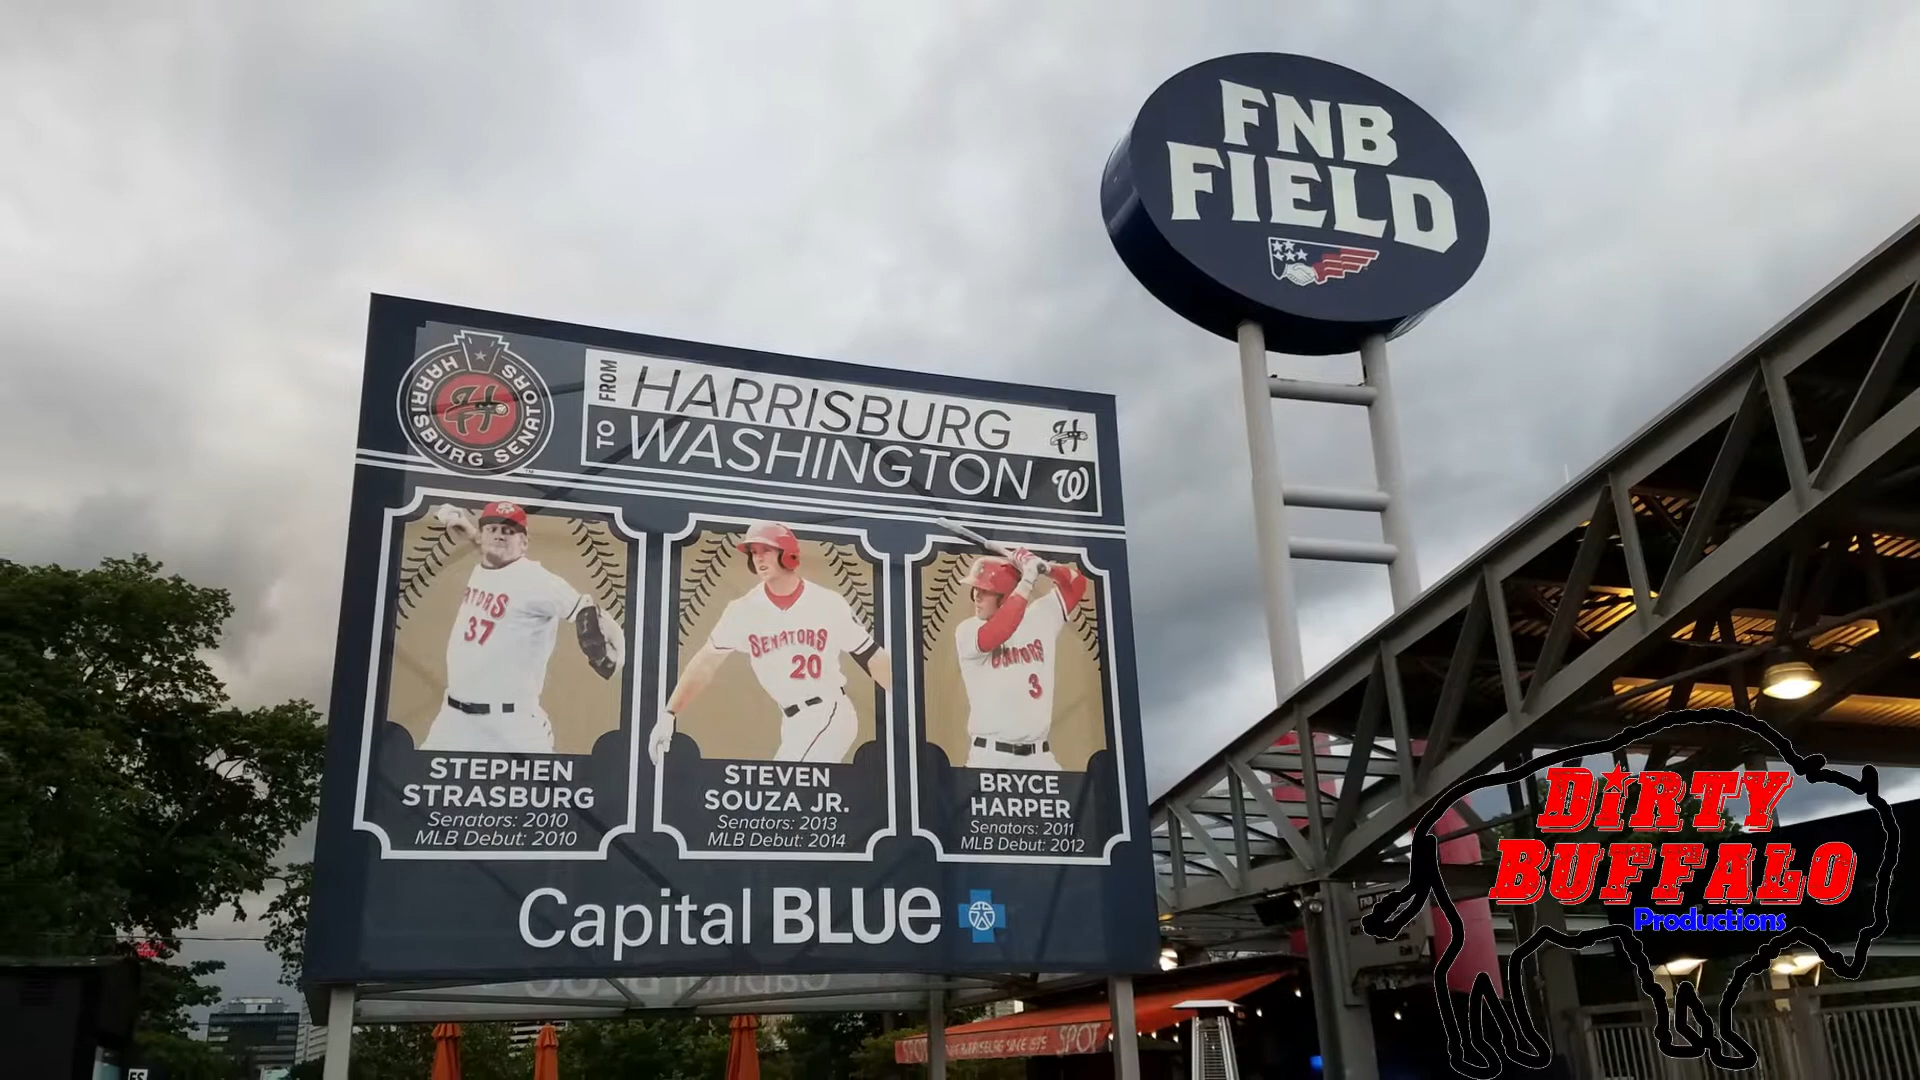 FNB
FIELD
HARRISBURG SENATORS
FROM HARRISBURG
TO WASHINGTON
SENATORS
37
SENATORS
20
3
STEPHEN
STRASBURG
Senators: 2010
MLB Debut: 2010
STEVEN
SOUZA JR.
Senators: 2013
MLB Debut: 2014
BRYCE
HARPER
Senators: 2011
MLB Debut: 2012
Capital BLUe
DiRTY
BUFFALO
Productions
SPOT